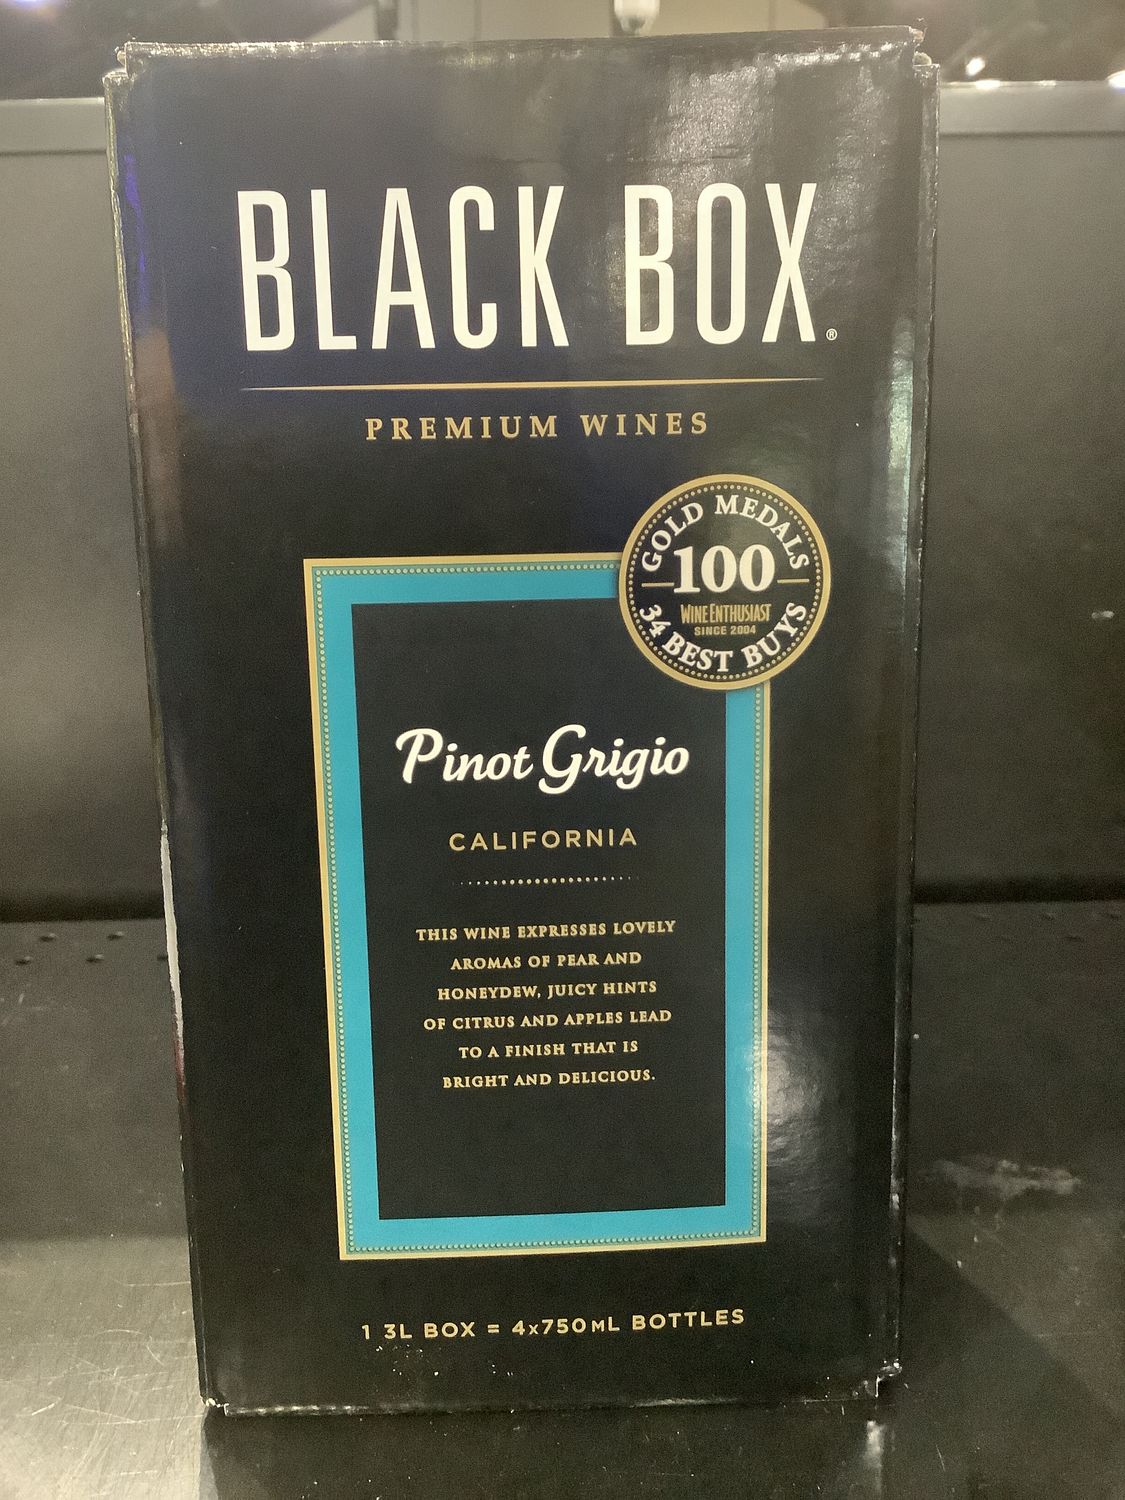 BLACK BOX®
PREMIUM WINES
GOLD MEDALS
100
WINE ENTHUSIAST
SINCE 2004
34 BEST BUYS
Pinot Grigio
CALIFORNIA
THIS WINE EXPRESSES LOVELY
AROMAS OF PEAR AND
HONEYDEW, JUICY HINTS
OF CITRUS AND APPLES LEAD
TO A FINISH THAT IS
BRIGHT AND DELICIOUS.
1 3L BOX = 4x750ML BOTTLES